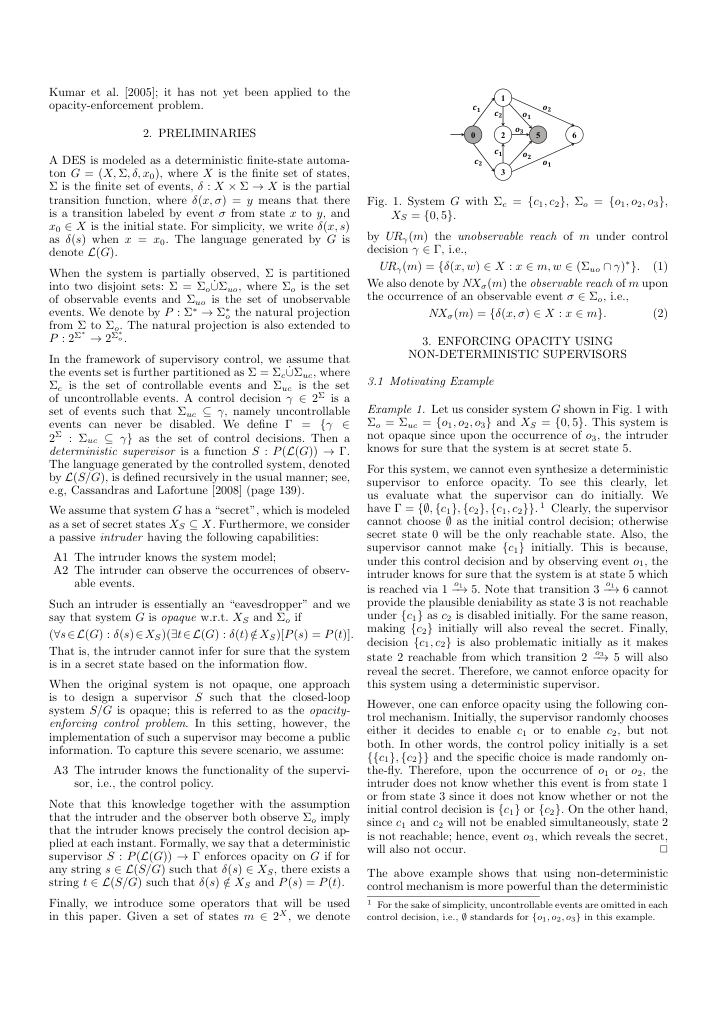 Kumar et al. [2005]; it has not yet been applied to the
opacity-enforcement problem.
2. PRELIMINARIES
A DES is modeled as a deterministic finite-state automa-
ton G = (X, Σ, δ, x₀), where X is the finite set of states,
Σ is the finite set of events, δ : X × Σ → X is the partial
transition function, where δ(x, σ) = y means that there
is a transition labeled by event σ from state x to y, and
x₀ ∈ X is the initial state. For simplicity, we write δ(x, s)
as δ(s) when x = x₀. The language generated by G is
denote L(G).
When the system is partially observed, Σ is partitioned
into two disjoint sets: Σ = Σₒ∪̇Σᵤₒ, where Σₒ is the set
of observable events and Σᵤₒ is the set of unobservable
events. We denote by P : Σ* → Σₒ* the natural projection
from Σ to Σₒ. The natural projection is also extended to
P : 2^{Σ*} → 2^{Σₒ*}.
In the framework of supervisory control, we assume that
the events set is further partitioned as Σ = Σ_c∪̇Σ_{uc}, where
Σ_c is the set of controllable events and Σ_{uc} is the set
of uncontrollable events. A control decision γ ∈ 2^Σ is a
set of events such that Σ_{uc} ⊆ γ, namely uncontrollable
events can never be disabled. We define Γ = {γ ∈
2^Σ : Σ_{uc} ⊆ γ} as the set of control decisions. Then a
deterministic supervisor is a function S : P(L(G)) → Γ.
The language generated by the controlled system, denoted
by L(S/G), is defined recursively in the usual manner; see,
e.g, Cassandras and Lafortune [2008] (page 139).
We assume that system G has a “secret”, which is modeled
as a set of secret states X_S ⊆ X. Furthermore, we consider
a passive intruder having the following capabilities:
A1 The intruder knows the system model;
A2 The intruder can observe the occurrences of observ-
able events.
Such an intruder is essentially an “eavesdropper” and we
say that system G is opaque w.r.t. X_S and Σₒ if
(∀s∈L(G) : δ(s)∈X_S)(∃t∈L(G) : δ(t)∉X_S)[P(s) = P(t)].
That is, the intruder cannot infer for sure that the system
is in a secret state based on the information flow.
When the original system is not opaque, one approach
is to design a supervisor S such that the closed-loop
system S/G is opaque; this is referred to as the opacity-
enforcing control problem. In this setting, however, the
implementation of such a supervisor may become a public
information. To capture this severe scenario, we assume:
A3 The intruder knows the functionality of the supervi-
sor, i.e., the control policy.
Note that this knowledge together with the assumption
that the intruder and the observer both observe Σₒ imply
that the intruder knows precisely the control decision ap-
plied at each instant. Formally, we say that a deterministic
supervisor S : P(L(G)) → Γ enforces opacity on G if for
any string s ∈ L(S/G) such that δ(s) ∈ X_S, there exists a
string t ∈ L(S/G) such that δ(s) ∉ X_S and P(s) = P(t).
Finally, we introduce some operators that will be used
in this paper. Given a set of states m ∈ 2^X, we denote
1
c₁
c₂
o₁
o₂
0
2
o₃
5
6
c₂
c₁
o₂
o₁
3
Fig. 1. System G with Σ_c = {c₁, c₂}, Σₒ = {o₁, o₂, o₃},
X_S = {0, 5}.
by UR_γ(m) the unobservable reach of m under control
decision γ ∈ Γ, i.e.,
UR_γ(m) = {δ(x, w) ∈ X : x ∈ m, w ∈ (Σᵤₒ ∩ γ)*}. (1)
We also denote by NX_σ(m) the observable reach of m upon
the occurrence of an observable event σ ∈ Σₒ, i.e.,
NX_σ(m) = {δ(x, σ) ∈ X : x ∈ m}. (2)
3. ENFORCING OPACITY USING
NON-DETERMINISTIC SUPERVISORS
3.1 Motivating Example
Example 1. Let us consider system G shown in Fig. 1 with
Σₒ = Σ_{uc} = {o₁, o₂, o₃} and X_S = {0, 5}. This system is
not opaque since upon the occurrence of o₃, the intruder
knows for sure that the system is at secret state 5.
For this system, we cannot even synthesize a deterministic
supervisor to enforce opacity. To see this clearly, let
us evaluate what the supervisor can do initially. We
have Γ = {∅, {c₁}, {c₂}, {c₁, c₂}}. ¹ Clearly, the supervisor
cannot choose ∅ as the initial control decision; otherwise
secret state 0 will be the only reachable state. Also, the
supervisor cannot make {c₁} initially. This is because,
under this control decision and by observing event o₁, the
intruder knows for sure that the system is at state 5 which
is reached via 1 –o₁→ 5. Note that transition 3 –o₁→ 6 cannot
provide the plausible deniability as state 3 is not reachable
under {c₁} as c₂ is disabled initially. For the same reason,
making {c₂} initially will also reveal the secret. Finally,
decision {c₁, c₂} is also problematic initially as it makes
state 2 reachable from which transition 2 –o₃→ 5 will also
reveal the secret. Therefore, we cannot enforce opacity for
this system using a deterministic supervisor.
However, one can enforce opacity using the following con-
trol mechanism. Initially, the supervisor randomly chooses
either it decides to enable c₁ or to enable c₂, but not
both. In other words, the control policy initially is a set
{{c₁}, {c₂}} and the specific choice is made randomly on-
the-fly. Therefore, upon the occurrence of o₁ or o₂, the
intruder does not know whether this event is from state 1
or from state 3 since it does not know whether or not the
initial control decision is {c₁} or {c₂}. On the other hand,
since c₁ and c₂ will not be enabled simultaneously, state 2
is not reachable; hence, event o₃, which reveals the secret,
will also not occur. □
The above example shows that using non-deterministic
control mechanism is more powerful than the deterministic
¹ For the sake of simplicity, uncontrollable events are omitted in each
control decision, i.e., ∅ standards for {o₁, o₂, o₃} in this example.